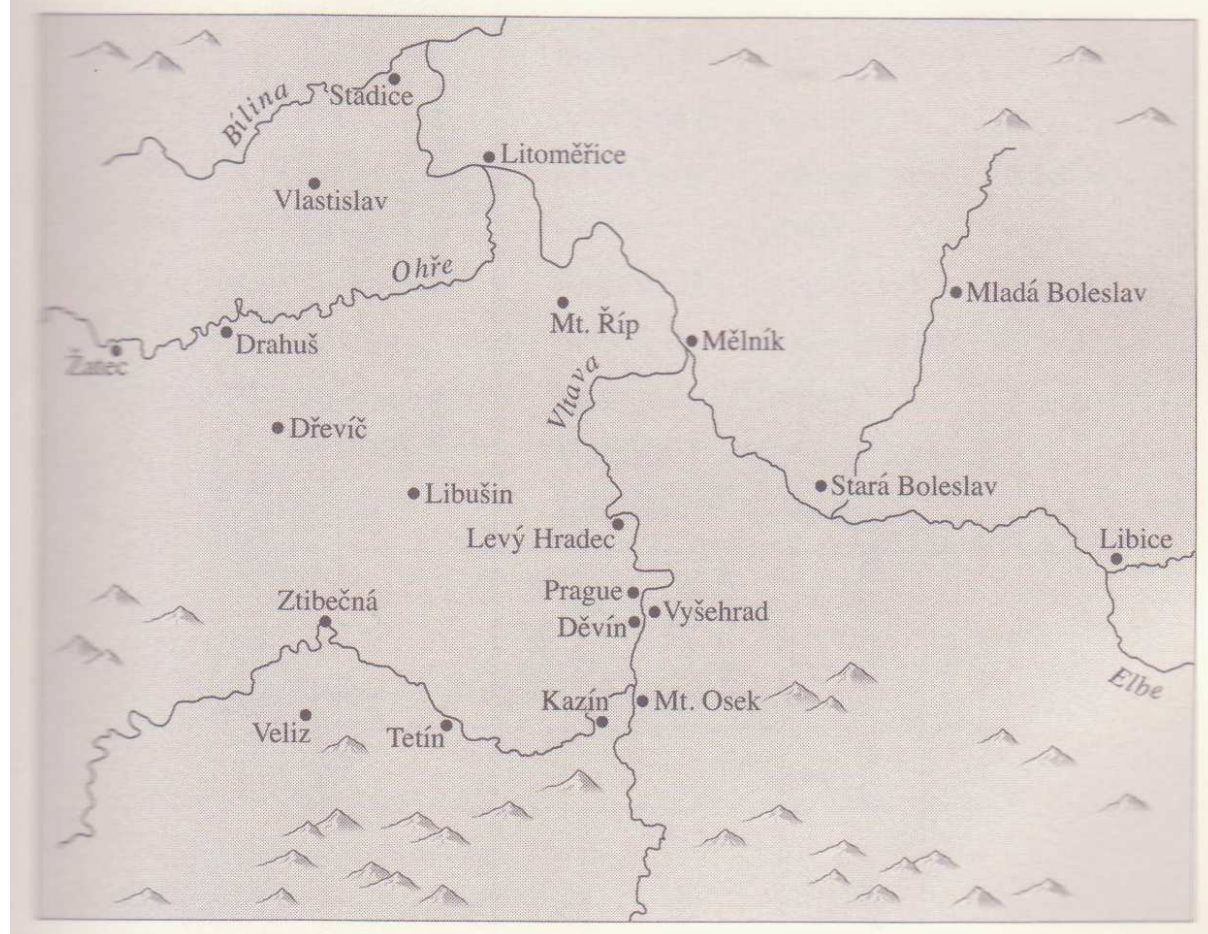 Bílina
Stadice
Litoměřice
Vlastislav
Ohře
Mladá Boleslav
Mt. Říp
Drahuš
Mělník
Žatec
Vltava
Dřevíč
Libušin
Stará Boleslav
Levý Hradec
Libice
Prague
Ztibečná
Vyšehrad
Děvín
Elbe
Kazín
Mt. Osek
Veliz
Tetín